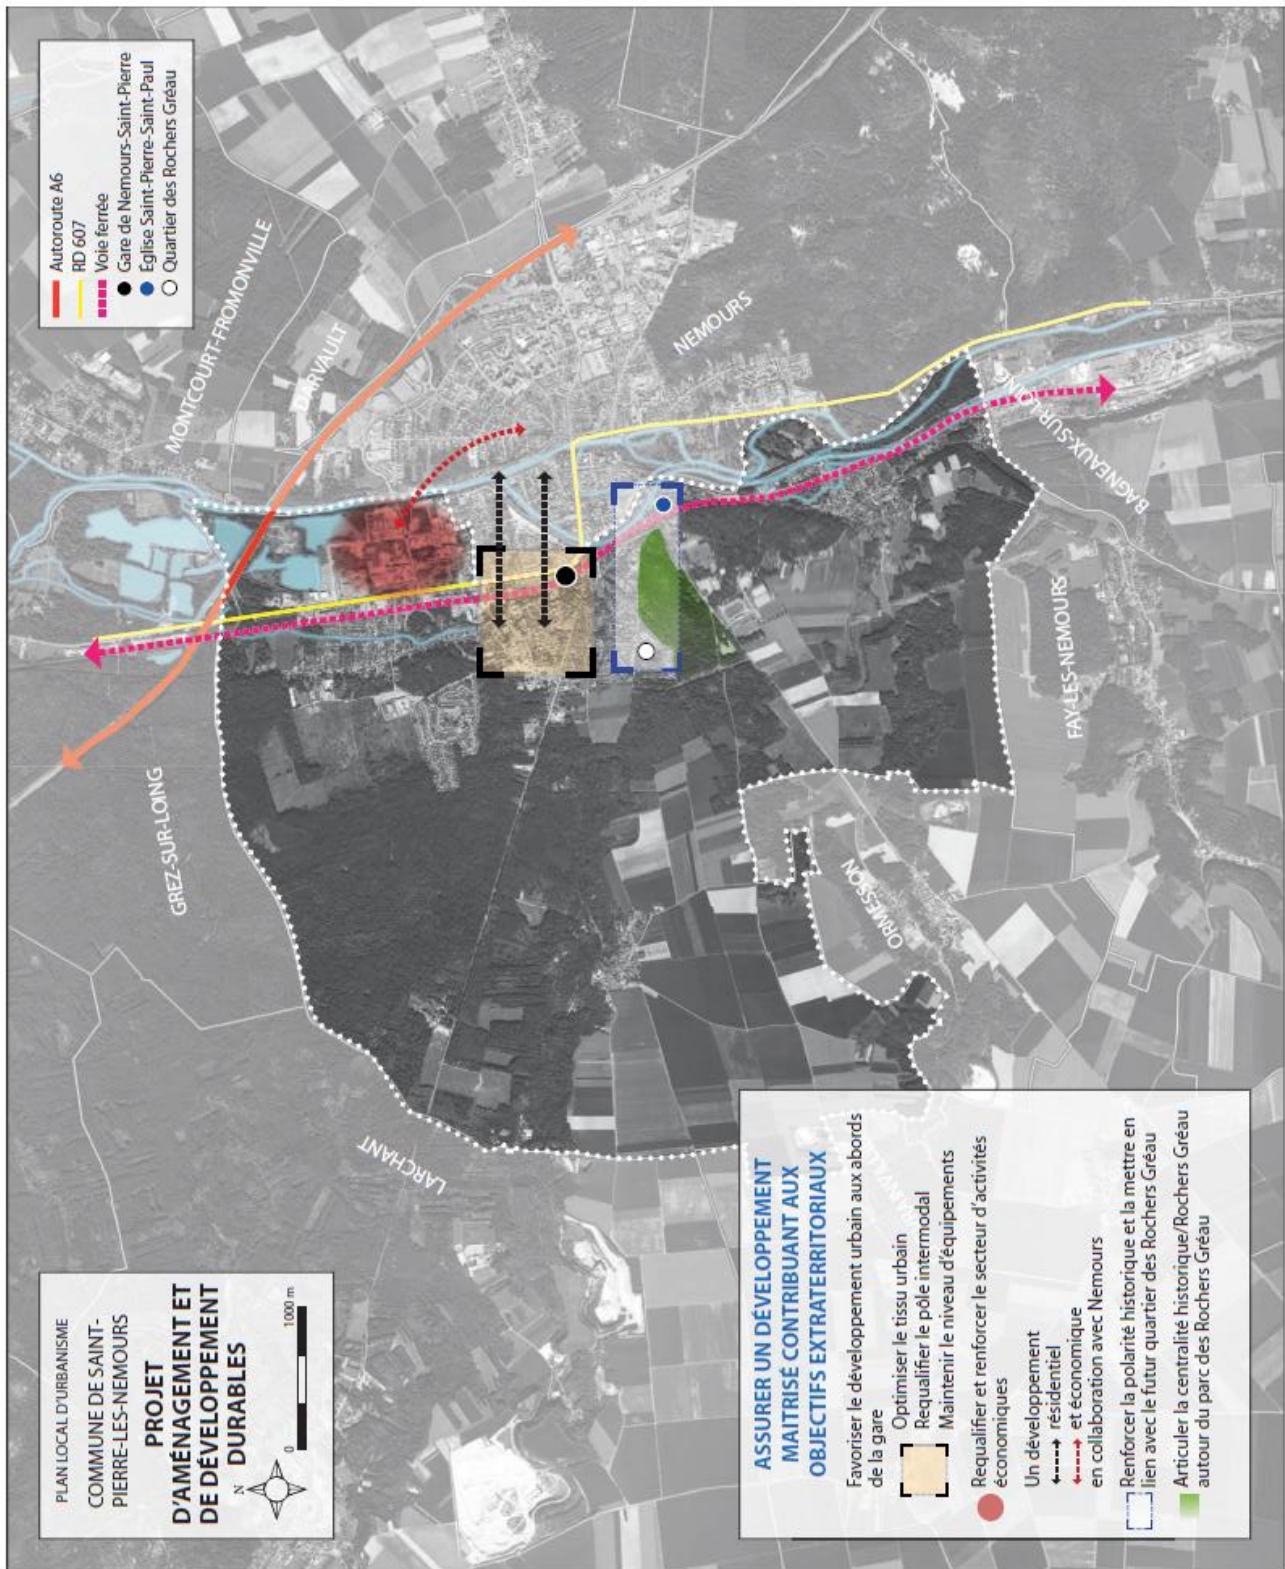 PLAN LOCAL D'URBANISME
COMMUNE DE SAINT-
PIERRE-LES-NEMOURS
PROJET
D'AMÉNAGEMENT ET
DE DÉVELOPPEMENT
DURABLES
N
0
1000 m
Autoroute A6
RD 607
Voie ferrée
Gare de Nemours-Saint-Pierre
Eglise Saint-Pierre-Saint-Paul
Quartier des Rochers Gréau
GREZ-SUR-LOING
MONTCOURT-FROMONVILLE
DARVAULT
LARCHANT
NEMOURS
ORMESSON
FAY-LES-NEMOURS
BAGNEAUX-SUR-LOING
ASSURER UN DÉVELOPPEMENT
MAITRISÉ CONTRIBUANT AUX
OBJECTIFS EXTRATERRITORIAUX
Favoriser le développement urbain aux abords
de la gare
Optimiser le tissu urbain
Requalifier le pôle intermodal
Maintenir le niveau d'équipements
Requalifier et renforcer le secteur d'activités
économiques
Un développement
résidentiel
et économique
en collaboration avec Nemours
Renforcer la polarité historique et la mettre en
lien avec le futur quartier des Rochers Gréau
Articuler la centralité historique/Rochers Gréau
autour du parc des Rochers Gréau